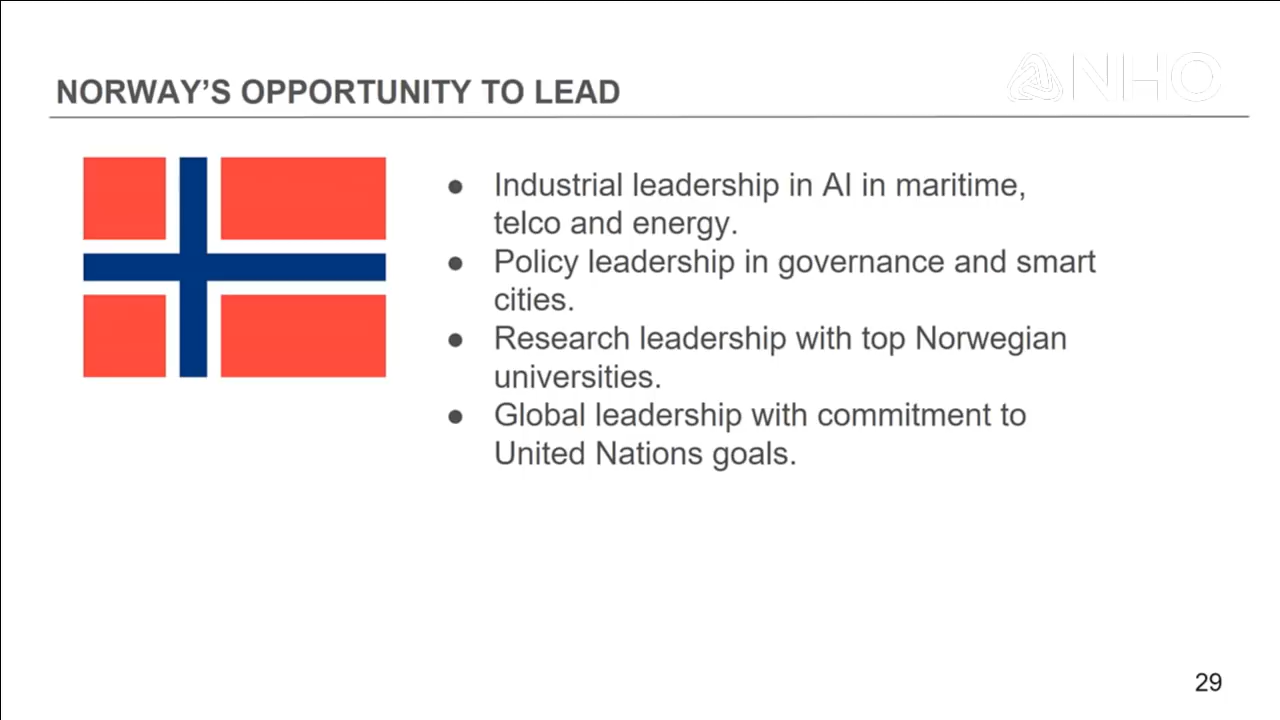 NORWAY’S OPPORTUNITY TO LEAD
NHO
● Industrial leadership in AI in maritime,
telco and energy.
● Policy leadership in governance and smart
cities.
● Research leadership with top Norwegian
universities.
● Global leadership with commitment to
United Nations goals.
29